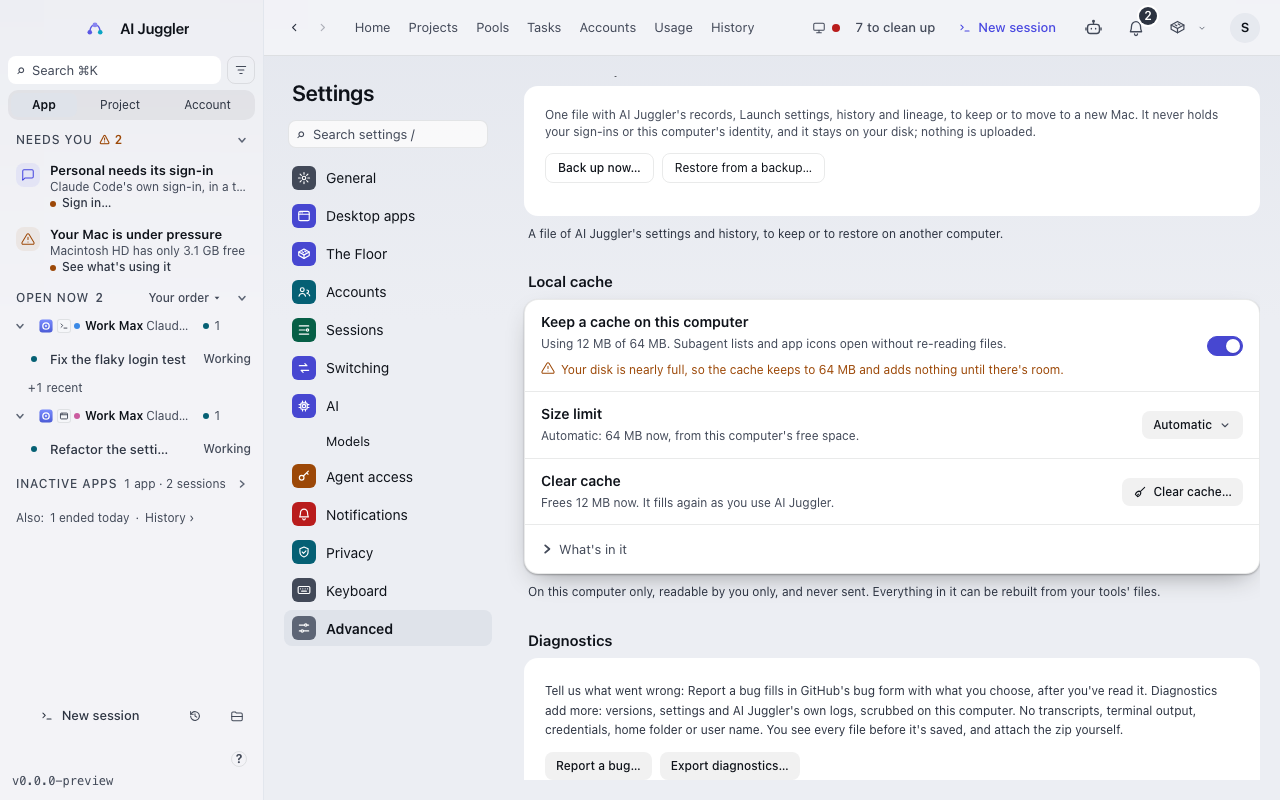 AI Juggler
Search ⌘K
App
Project
Account
NEEDS YOU 2
Personal needs its sign-in
Claude Code's own sign-in, in a t...
Sign in...
Your Mac is under pressure
Macintosh HD has only 3.1 GB free
See what's using it
OPEN NOW 2
Your order
Work Max Claud...
1
Fix the flaky login test
Working
+1 recent
Work Max Claud...
1
Refactor the setti...
Working
INACTIVE APPS 1 app · 2 sessions
Also: 1 ended today · History ›
New session
?
v0.0.0-preview
Home
Projects
Pools
Tasks
Accounts
Usage
History
7 to clean up
New session
2
S
Settings
Search settings /
General
Desktop apps
The Floor
Accounts
Sessions
Switching
AI
Models
Agent access
Notifications
Privacy
Keyboard
Advanced
One file with AI Juggler's records, Launch settings, history and lineage, to keep or to move to a new Mac. It never holds
your sign-ins or this computer's identity, and it stays on your disk; nothing is uploaded.
Back up now...
Restore from a backup...
A file of AI Juggler's settings and history, to keep or to restore on another computer.
Local cache
Keep a cache on this computer
Using 12 MB of 64 MB. Subagent lists and app icons open without re-reading files.
Your disk is nearly full, so the cache keeps to 64 MB and adds nothing until there's room.
Size limit
Automatic: 64 MB now, from this computer's free space.
Automatic
Clear cache
Frees 12 MB now. It fills again as you use AI Juggler.
Clear cache...
What's in it
On this computer only, readable by you only, and never sent. Everything in it can be rebuilt from your tools' files.
Diagnostics
Tell us what went wrong: Report a bug fills in GitHub's bug form with what you choose, after you've read it. Diagnostics
add more: versions, settings and AI Juggler's own logs, scrubbed on this computer. No transcripts, terminal output,
credentials, home folder or user name. You see every file before it's saved, and attach the zip yourself.
Report a bug...
Export diagnostics...